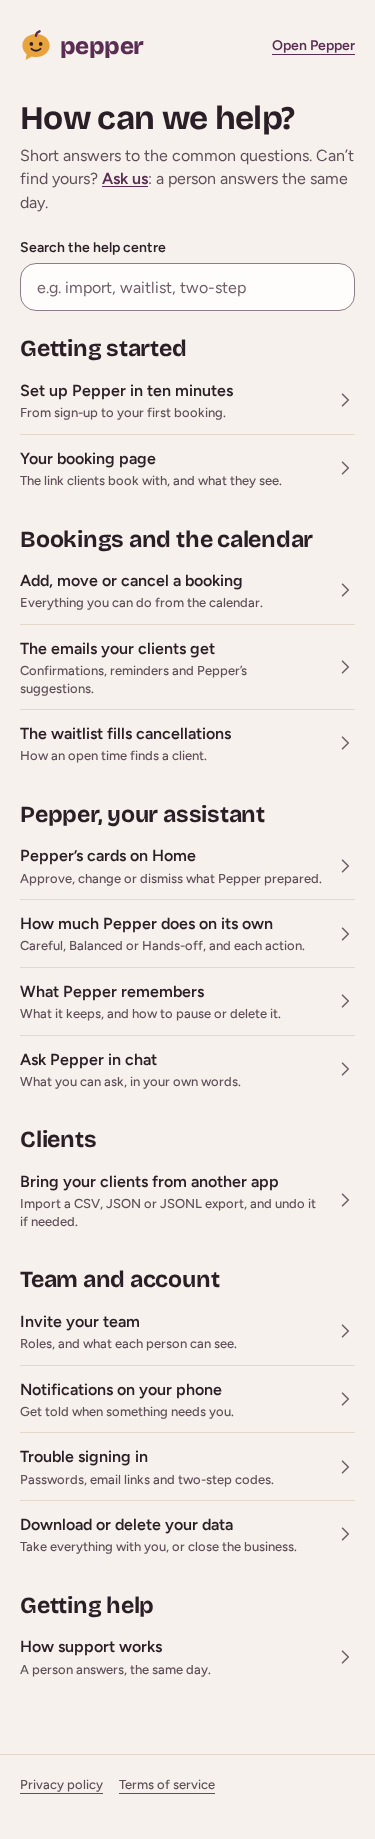 pepper
Open Pepper
How can we help?
Short answers to the common questions. Can’t
find yours? Ask us: a person answers the same
day.
Search the help centre
e.g. import, waitlist, two-step
Getting started
Set up Pepper in ten minutes
From sign-up to your first booking.
Your booking page
The link clients book with, and what they see.
Bookings and the calendar
Add, move or cancel a booking
Everything you can do from the calendar.
The emails your clients get
Confirmations, reminders and Pepper’s
suggestions.
The waitlist fills cancellations
How an open time finds a client.
Pepper, your assistant
Pepper’s cards on Home
Approve, change or dismiss what Pepper prepared.
How much Pepper does on its own
Careful, Balanced or Hands-off, and each action.
What Pepper remembers
What it keeps, and how to pause or delete it.
Ask Pepper in chat
What you can ask, in your own words.
Clients
Bring your clients from another app
Import a CSV, JSON or JSONL export, and undo it
if needed.
Team and account
Invite your team
Roles, and what each person can see.
Notifications on your phone
Get told when something needs you.
Trouble signing in
Passwords, email links and two-step codes.
Download or delete your data
Take everything with you, or close the business.
Getting help
How support works
A person answers, the same day.
Privacy policy
Terms of service